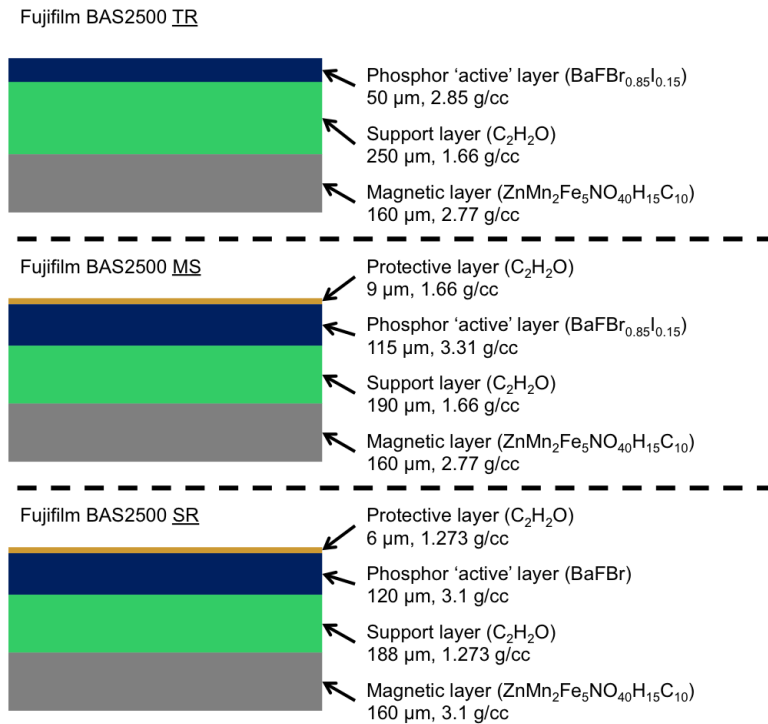 Fujifilm BAS2500 TR
Phosphor ‘active’ layer (BaFBr₀.₈₅I₀.₁₅)
50 µm, 2.85 g/cc
Support layer (C₂H₂O)
250 µm, 1.66 g/cc
Magnetic layer (ZnMn₂Fe₅NO₄₀H₁₅C₁₀)
160 µm, 2.77 g/cc
Fujifilm BAS2500 MS
Protective layer (C₂H₂O)
9 µm, 1.66 g/cc
Phosphor ‘active’ layer (BaFBr₀.₈₅I₀.₁₅)
115 µm, 3.31 g/cc
Support layer (C₂H₂O)
190 µm, 1.66 g/cc
Magnetic layer (ZnMn₂Fe₅NO₄₀H₁₅C₁₀)
160 µm, 2.77 g/cc
Fujifilm BAS2500 SR
Protective layer (C₂H₂O)
6 µm, 1.273 g/cc
Phosphor ‘active’ layer (BaFBr)
120 µm, 3.1 g/cc
Support layer (C₂H₂O)
188 µm, 1.273 g/cc
Magnetic layer (ZnMn₂Fe₅NO₄₀H₁₅C₁₀)
160 µm, 3.1 g/cc